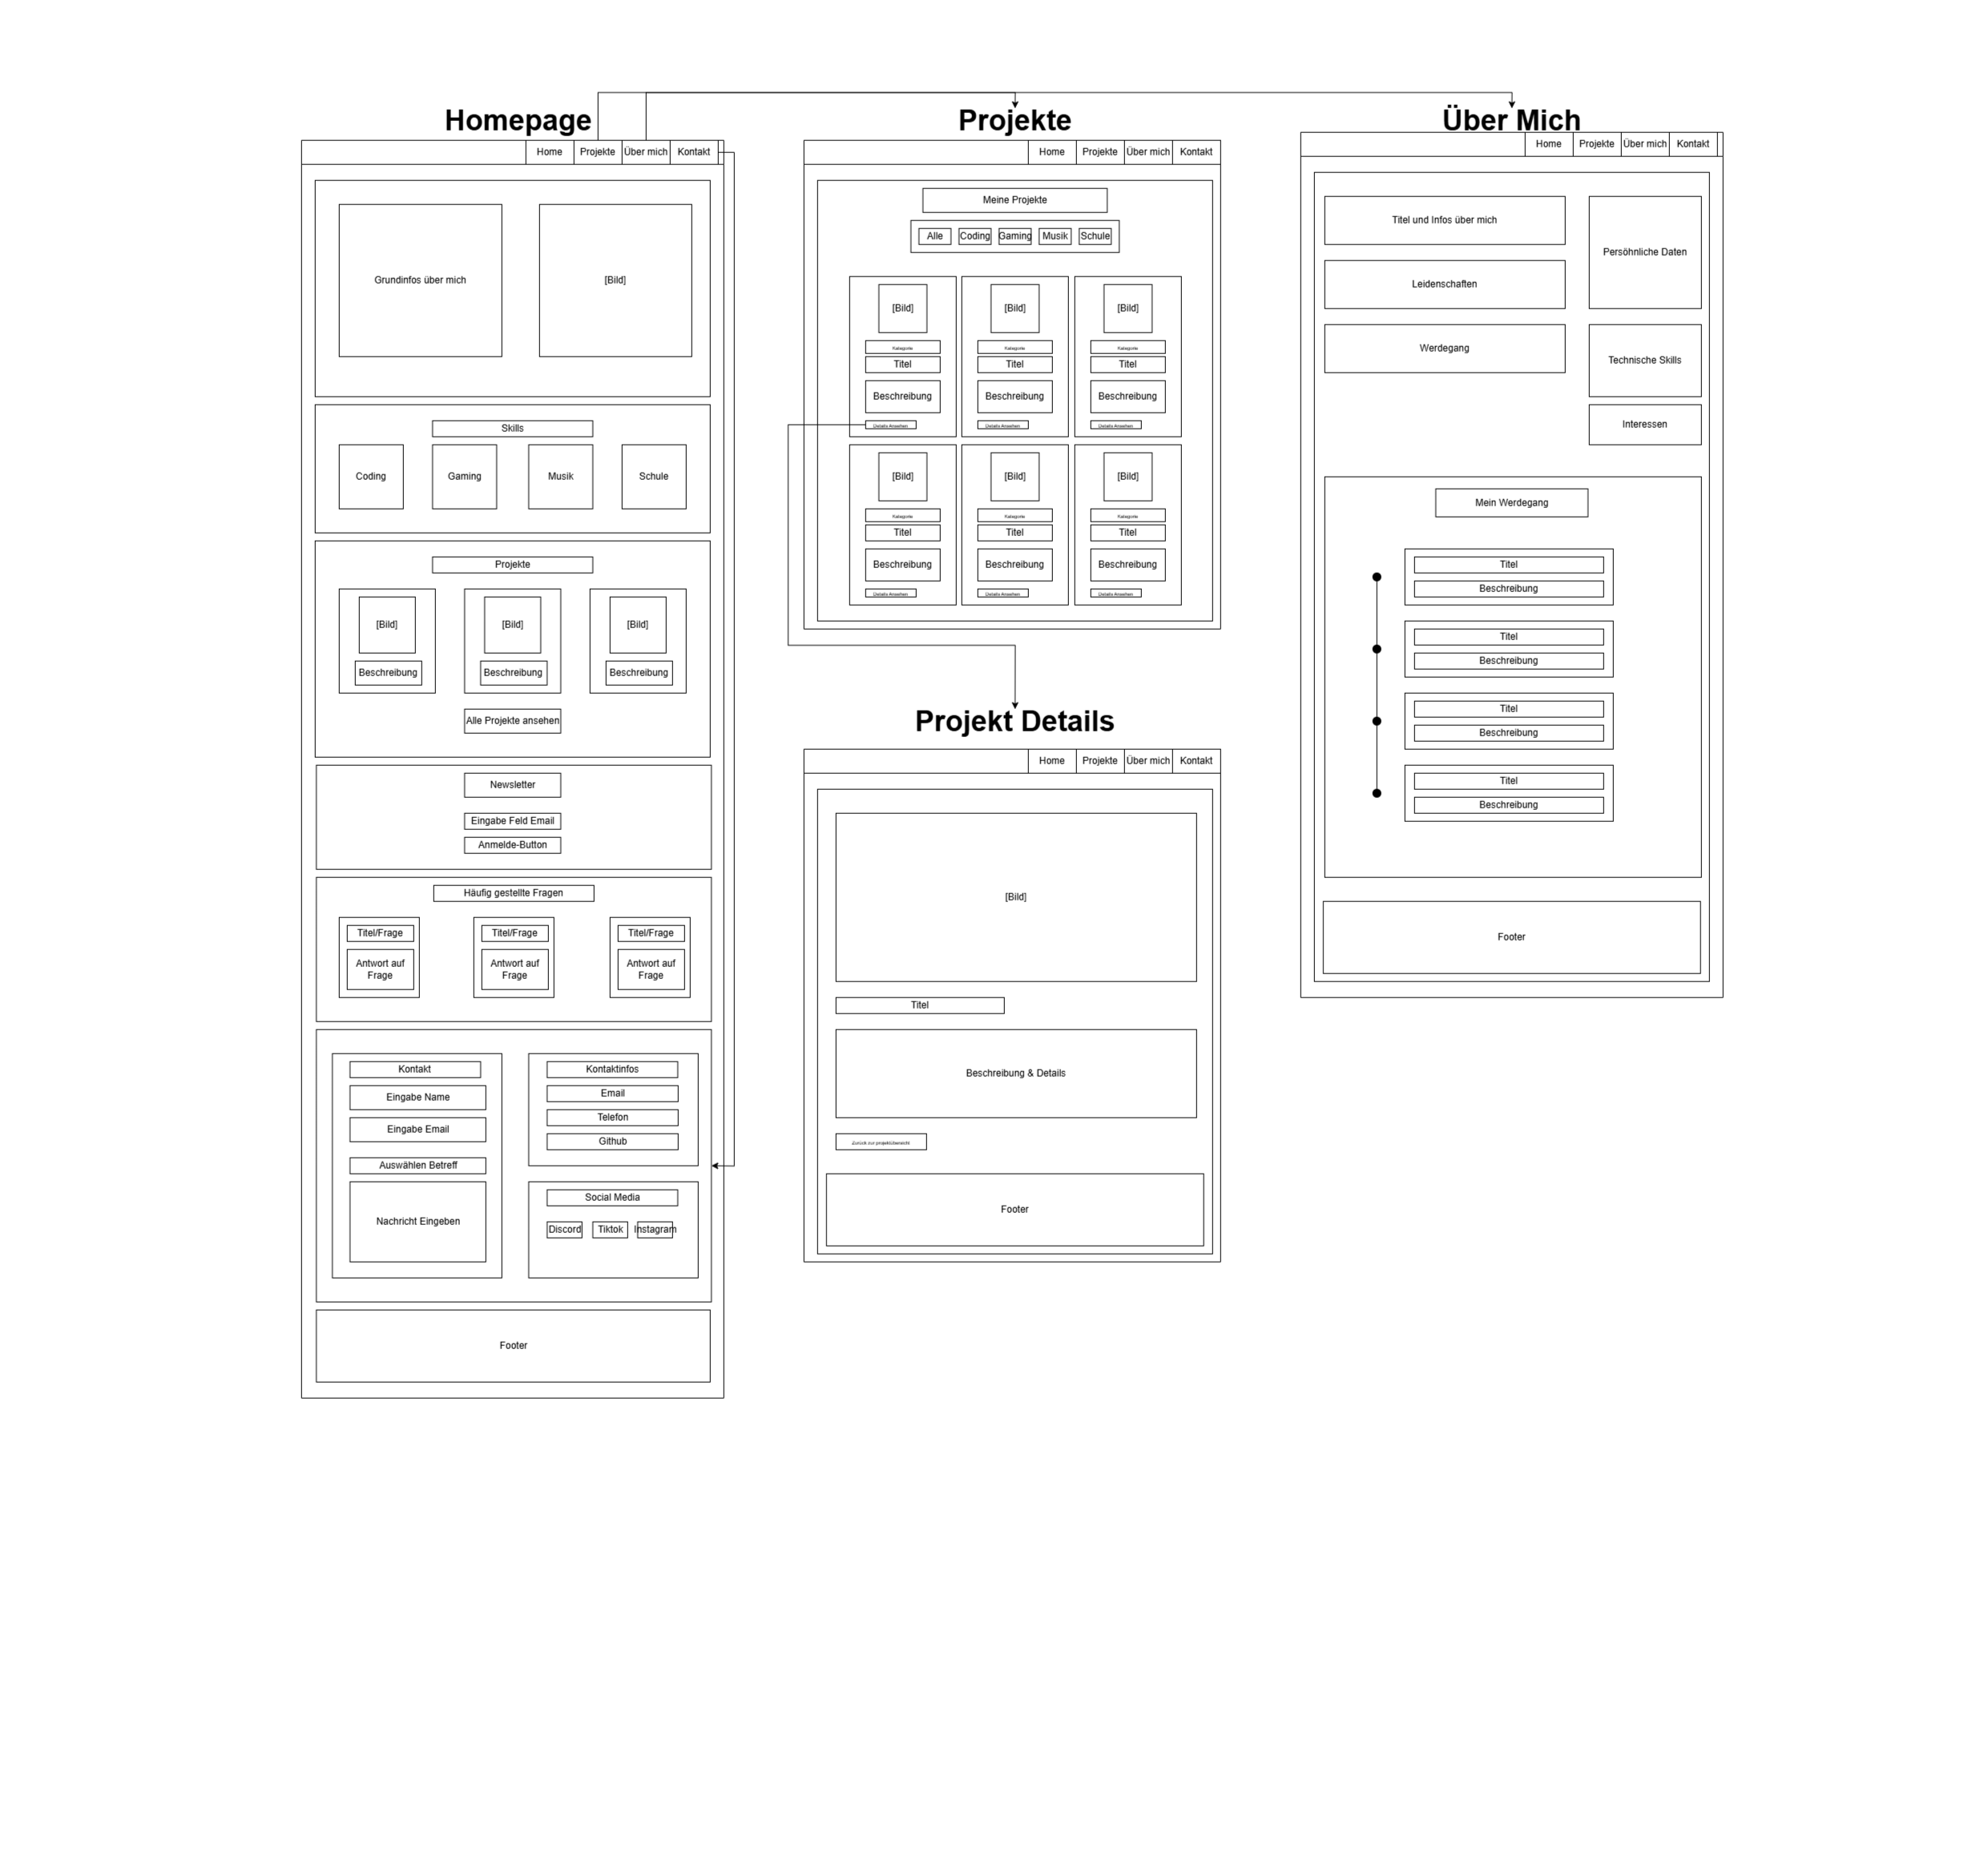 Homepage
Home
Projekte
Über mich
Kontakt
Grundinfos über mich
[Bild]
Skills
Coding
Gaming
Musik
Schule
Projekte
[Bild]
[Bild]
[Bild]
Beschreibung
Beschreibung
Beschreibung
Alle Projekte ansehen
Newsletter
Eingabe Feld Email
Anmelde-Button
Häufig gestellte Fragen
Titel/Frage
Antwort auf
Frage
Titel/Frage
Antwort auf
Frage
Titel/Frage
Antwort auf
Frage
Kontakt
Eingabe Name
Eingabe Email
Auswählen Betreff
Nachricht Eingeben
Kontaktinfos
Email
Telefon
Github
Social Media
Discord
Tiktok
Instagram
Footer
Projekte
Home
Projekte
Über mich
Kontakt
Meine Projekte
Alle
Coding
Gaming
Musik
Schule
[Bild]
Kategorie
Titel
Beschreibung
Details Ansehen
[Bild]
Kategorie
Titel
Beschreibung
Details Ansehen
[Bild]
Kategorie
Titel
Beschreibung
Details Ansehen
[Bild]
Kategorie
Titel
Beschreibung
Details Ansehen
[Bild]
Kategorie
Titel
Beschreibung
Details Ansehen
[Bild]
Kategorie
Titel
Beschreibung
Details Ansehen
Projekt Details
Home
Projekte
Über mich
Kontakt
[Bild]
Titel
Beschreibung & Details
Zurück zur projektübersicht
Footer
Über Mich
Home
Projekte
Über mich
Kontakt
Titel und Infos über mich
Leidenschaften
Werdegang
Persöhnliche Daten
Technische Skills
Interessen
Mein Werdegang
Titel
Beschreibung
Titel
Beschreibung
Titel
Beschreibung
Titel
Beschreibung
Footer